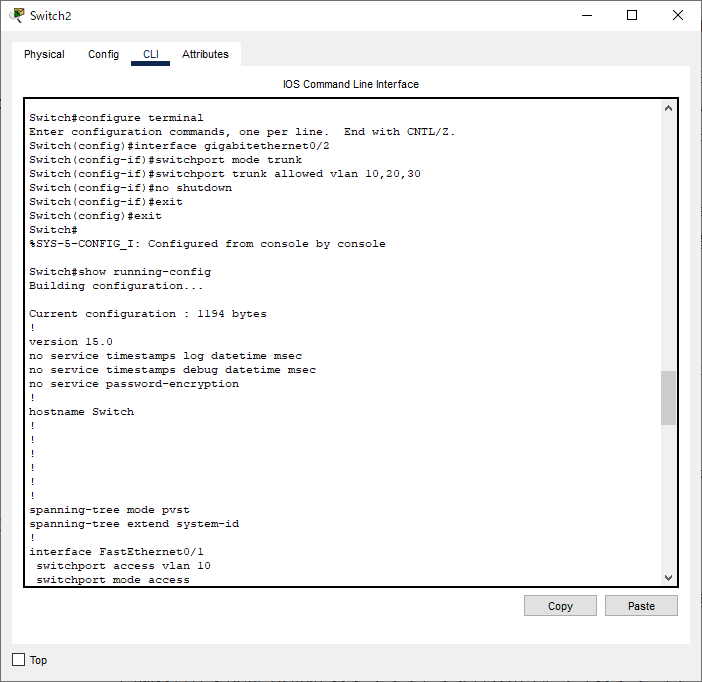 Switch2
Physical Config CLI Attributes
IOS Command Line Interface
Switch#configure terminal
Enter configuration commands, one per line.  End with CNTL/Z.
Switch(config)#interface gigabitethernet0/2
Switch(config-if)#switchport mode trunk
Switch(config-if)#switchport trunk allowed vlan 10,20,30
Switch(config-if)#no shutdown
Switch(config-if)#exit
Switch(config)#exit
Switch#
%SYS-5-CONFIG_I: Configured from console by console
Switch#show running-config
Building configuration...
Current configuration : 1194 bytes
!
version 15.0
no service timestamps log datetime msec
no service timestamps debug datetime msec
no service password-encryption
!
hostname Switch
!
!
!
!
!
!
spanning-tree mode pvst
spanning-tree extend system-id
!
interface FastEthernet0/1
 switchport access vlan 10
 switchport mode access
Copy Paste
Top